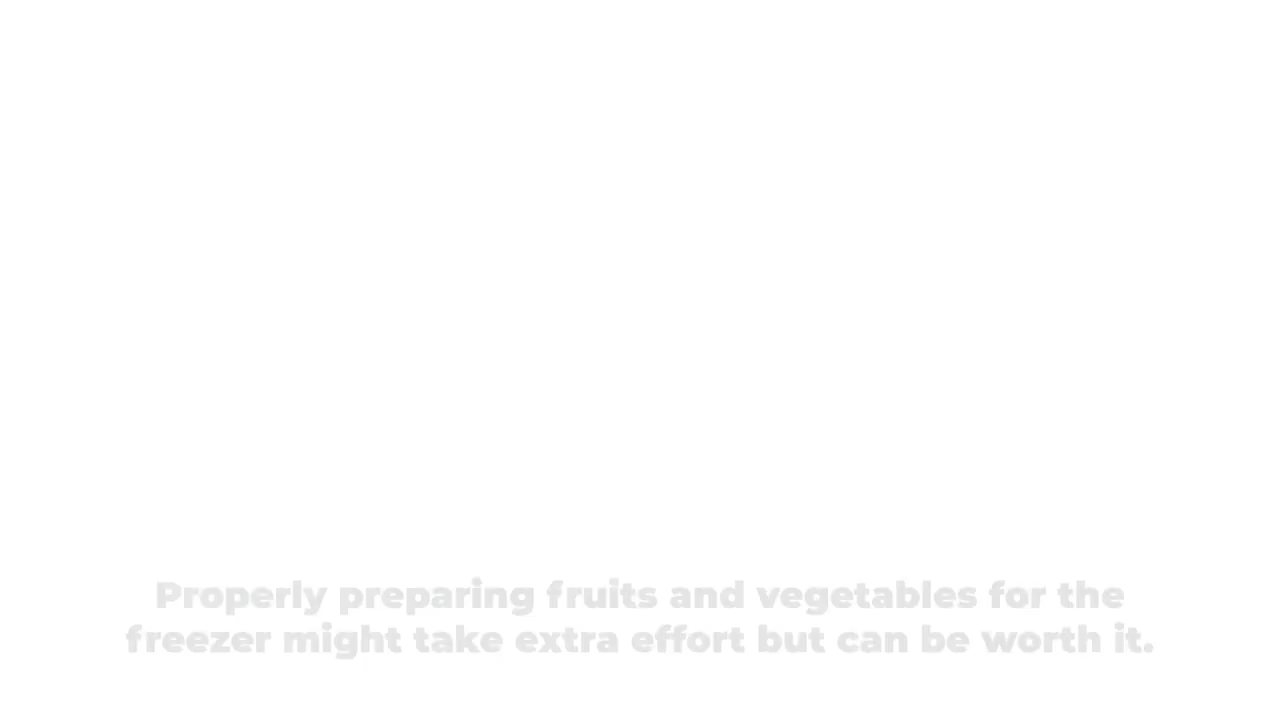 Properly preparing fruits and vegetables for the
freezer might take extra effort but can be worth it.